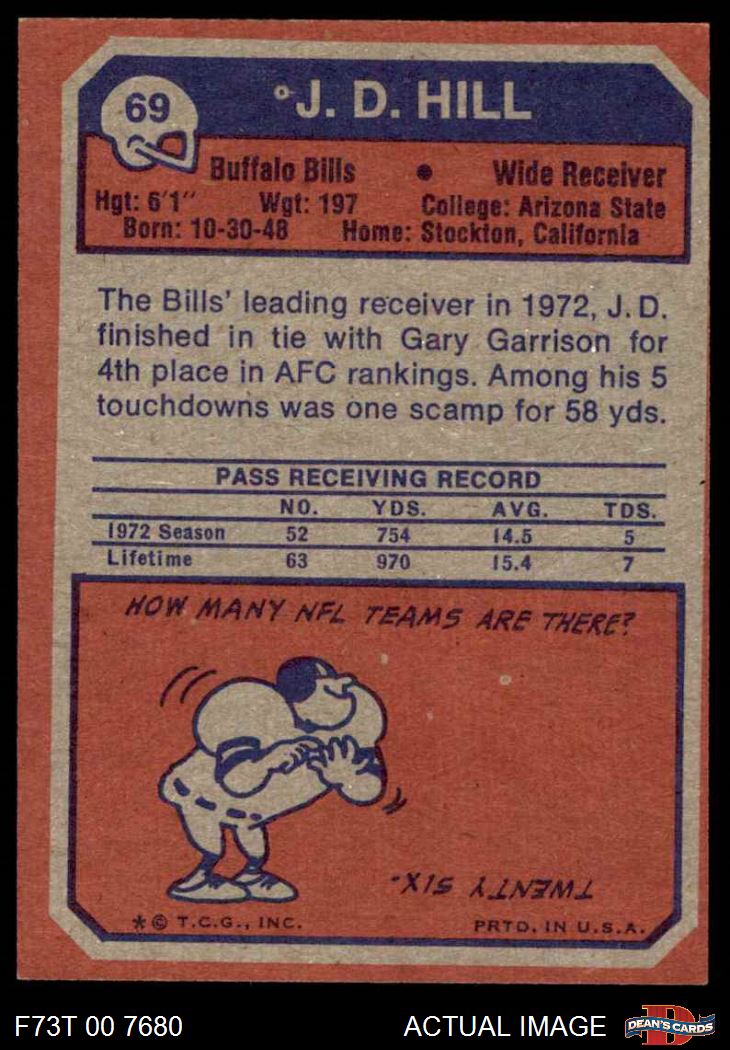 69
°J. D. HILL
Buffalo Bills • Wide Receiver
Hgt: 6'1" Wgt: 197 College: Arizona State
Born: 10-30-48 Home: Stockton, California
The Bills' leading receiver in 1972, J. D.
finished in tie with Gary Garrison for
4th place in AFC rankings. Among his 5
touchdowns was one scamp for 58 yds.
PASS RECEIVING RECORD
NO. YDS. AVG. TDS.
1972 Season 52 754 14.5 5
Lifetime 63 970 15.4 7
HOW MANY NFL TEAMS ARE THERE?
TWENTY SIX.
* © T.C.G., INC. PRTD. IN U.S.A.
F73T 00 7680 ACTUAL IMAGE D DEAN'S CARDS